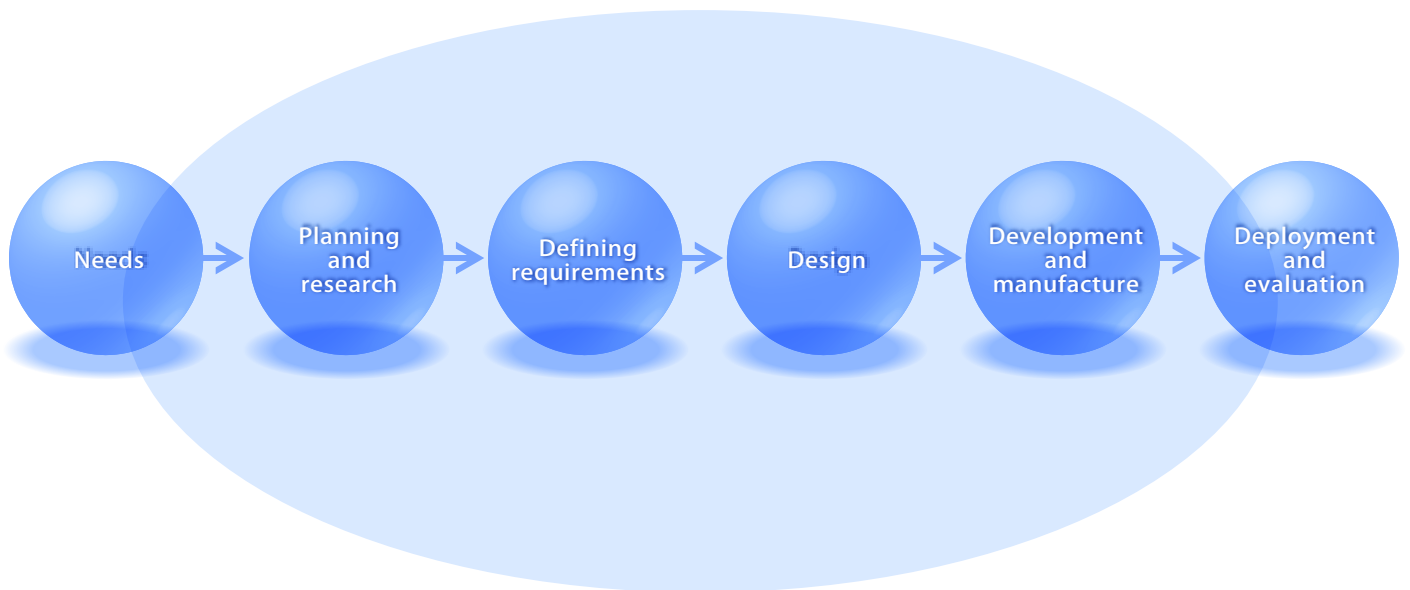 Needs
Planning
and
research
Defining
requirements
Design
Development
and
manufacture
Deployment
and
evaluation